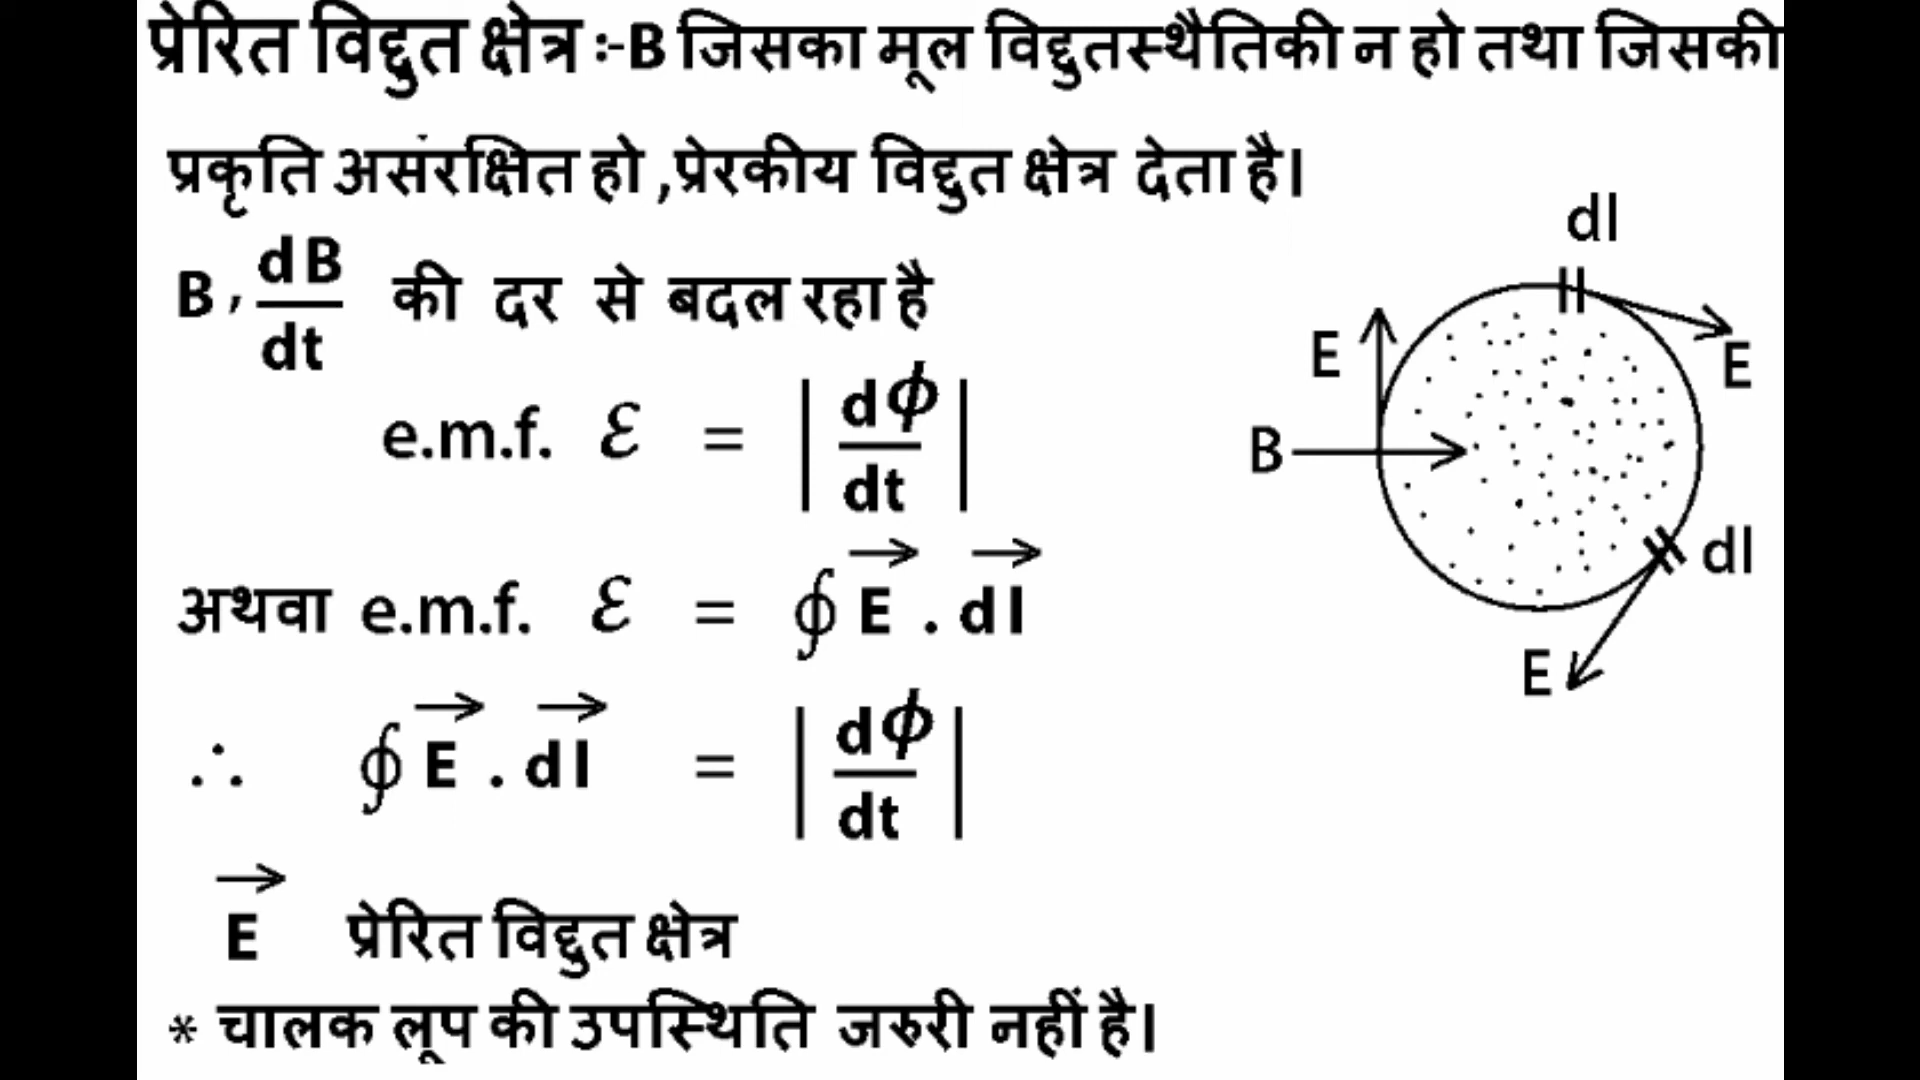 प्रेरित विद्दुत क्षेत्र :-B जिसका मूल विद्दुतस्थैतिकी न हो तथा जिसकी
प्रकृति असंरक्षित हो ,प्रेरकीय विद्दुत क्षेत्र देता है।
B , dB/dt की दर से बदल रहा है
e.m.f. ℰ = | dϕ/dt |
अथवा e.m.f. ℰ = ∮ E⃗ . dl⃗
∴ ∮ E⃗ . dl⃗ = | dϕ/dt |
E⃗ प्रेरित विद्दुत क्षेत्र
* चालक लूप की उपस्थिति जरुरी नहीं है।
dl
E
E
B
dl
E